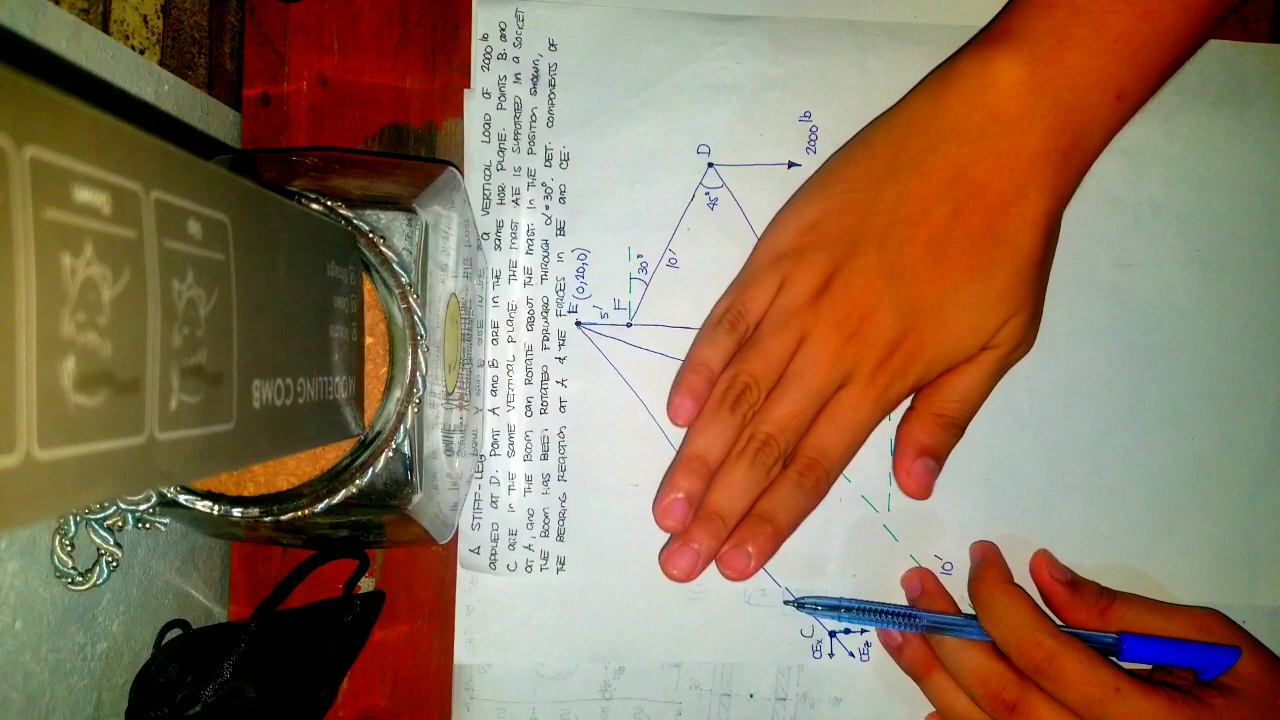 A STIFF-LEG A VERTICAL LOAD OF 2000 lb
APPLIED AT D. POINT A AND B ARE IN THE SAME HOR. PLANE. POINTS B. AND
C ARE IN THE SAME VERTICAL PLANE. THE MAST AE IS SUPPORTED IN A SOCKET
AT A, AND THE BOOM CAN ROTATE ABOUT THE MAST. IN THE POSITION SHOWN,
THE BOOM HAS BEEN ROTATED FORWARD THROUGH α=30°. DET. COMPONENTS OF
THE BEARING REACTION AT A & THE FORCES IN BE AND CE.
E (0,20,0)
5'
F
30°
10'
D
45°
2000 lb
10'
C
CEx
CEz
MODELLING COMB
Straight
Down
Up
Down